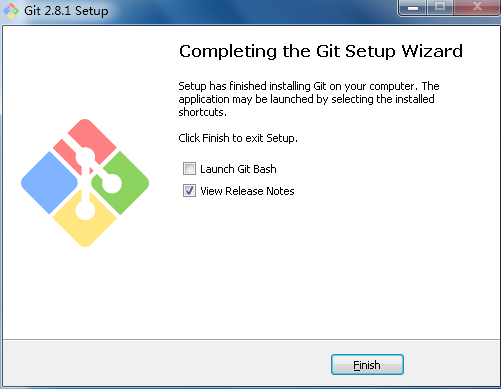 Git 2.8.1 Setup
Completing the Git Setup Wizard
Setup has finished installing Git on your computer. The
application may be launched by selecting the installed
shortcuts.
Click Finish to exit Setup.
Launch Git Bash
View Release Notes
Finish